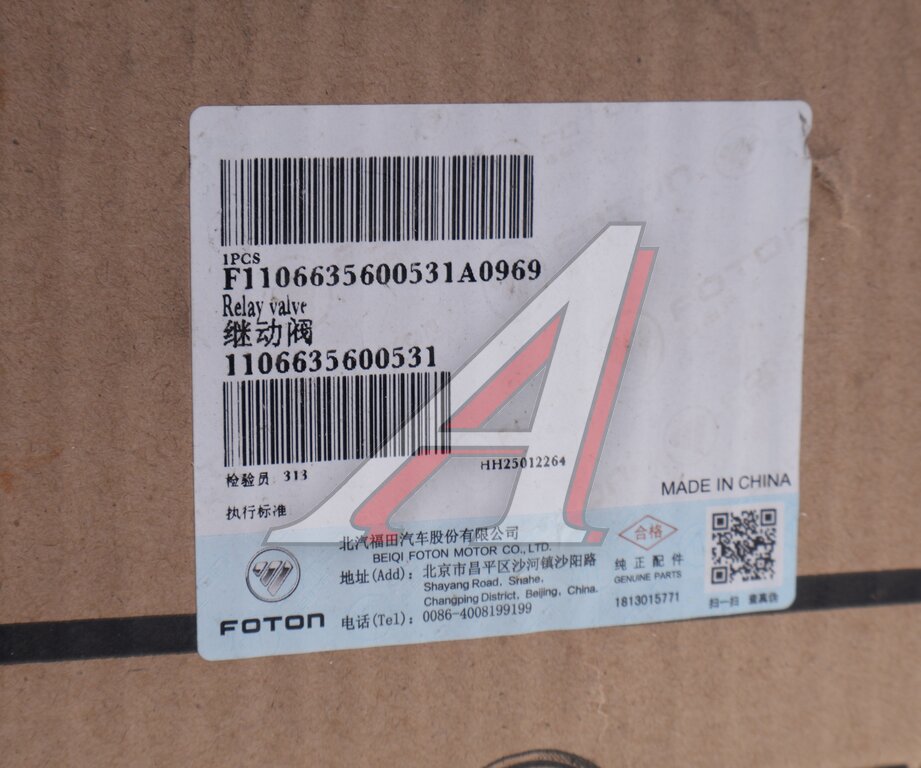 1PCS
F1106635600531A0969
Relay valve
继动阀
1106635600531
检验员 313
HH25012264
执行标准
MADE IN CHINA
北汽福田汽车股份有限公司
BEIQI FOTON MOTOR CO., LTD.
地址(Add): 北京市昌平区沙河镇沙阳路
Shayang Road, Shahe,
Changping District, Beijing, China.
电话(Tel): 0086-4008199199
FOTON
合格
纯正配件
GENUINE PARTS
1813015771
扫一扫 查真伪